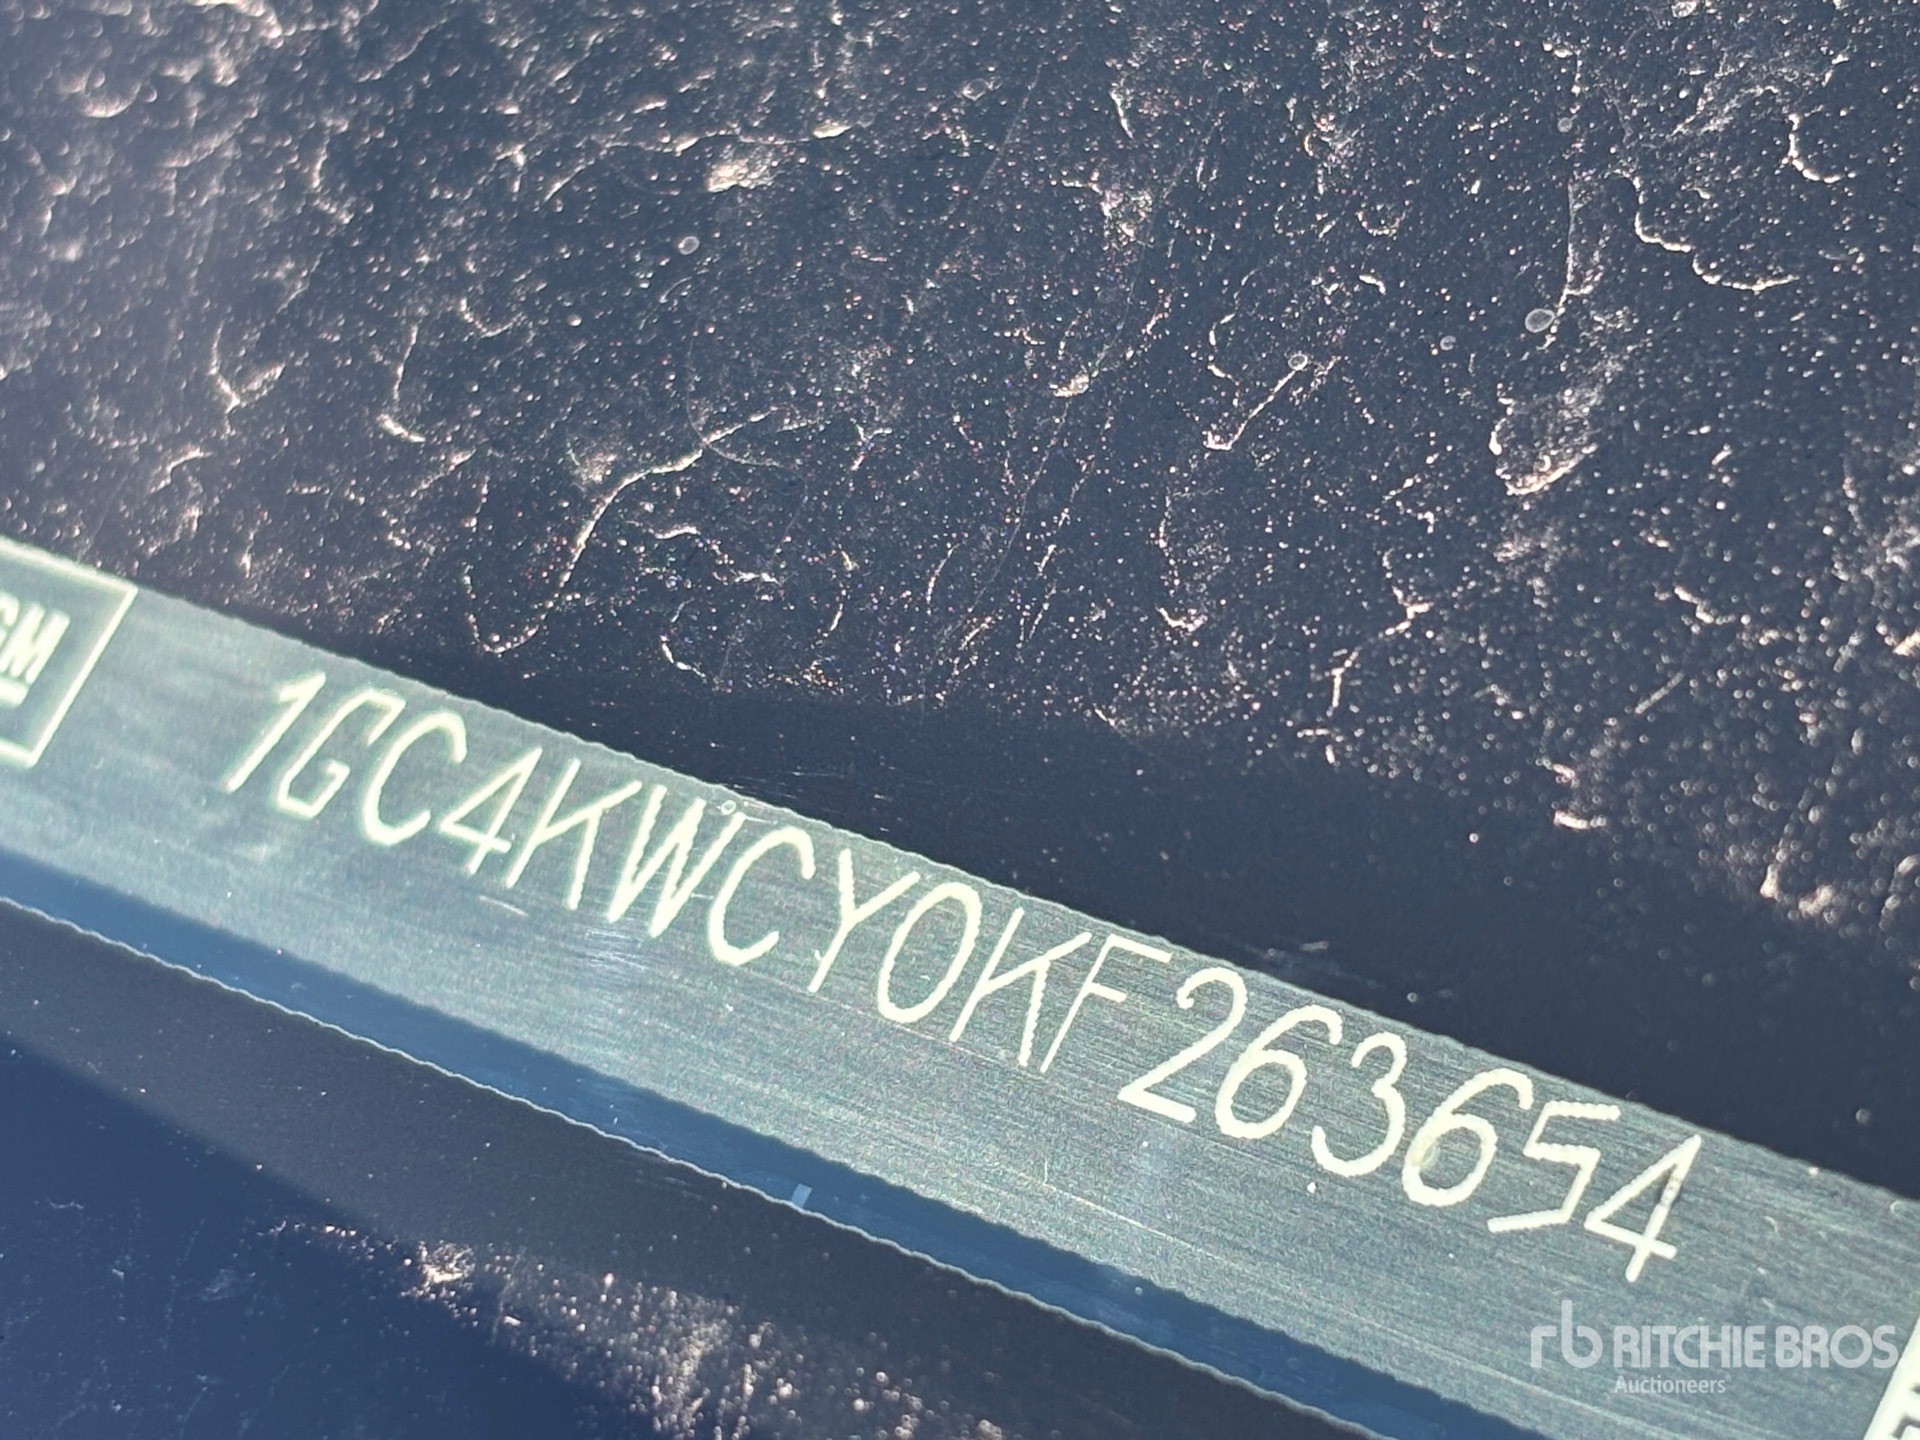 GM
1GC4KWCY0KF263654
rb RITCHIE BROS.
Auctioneers